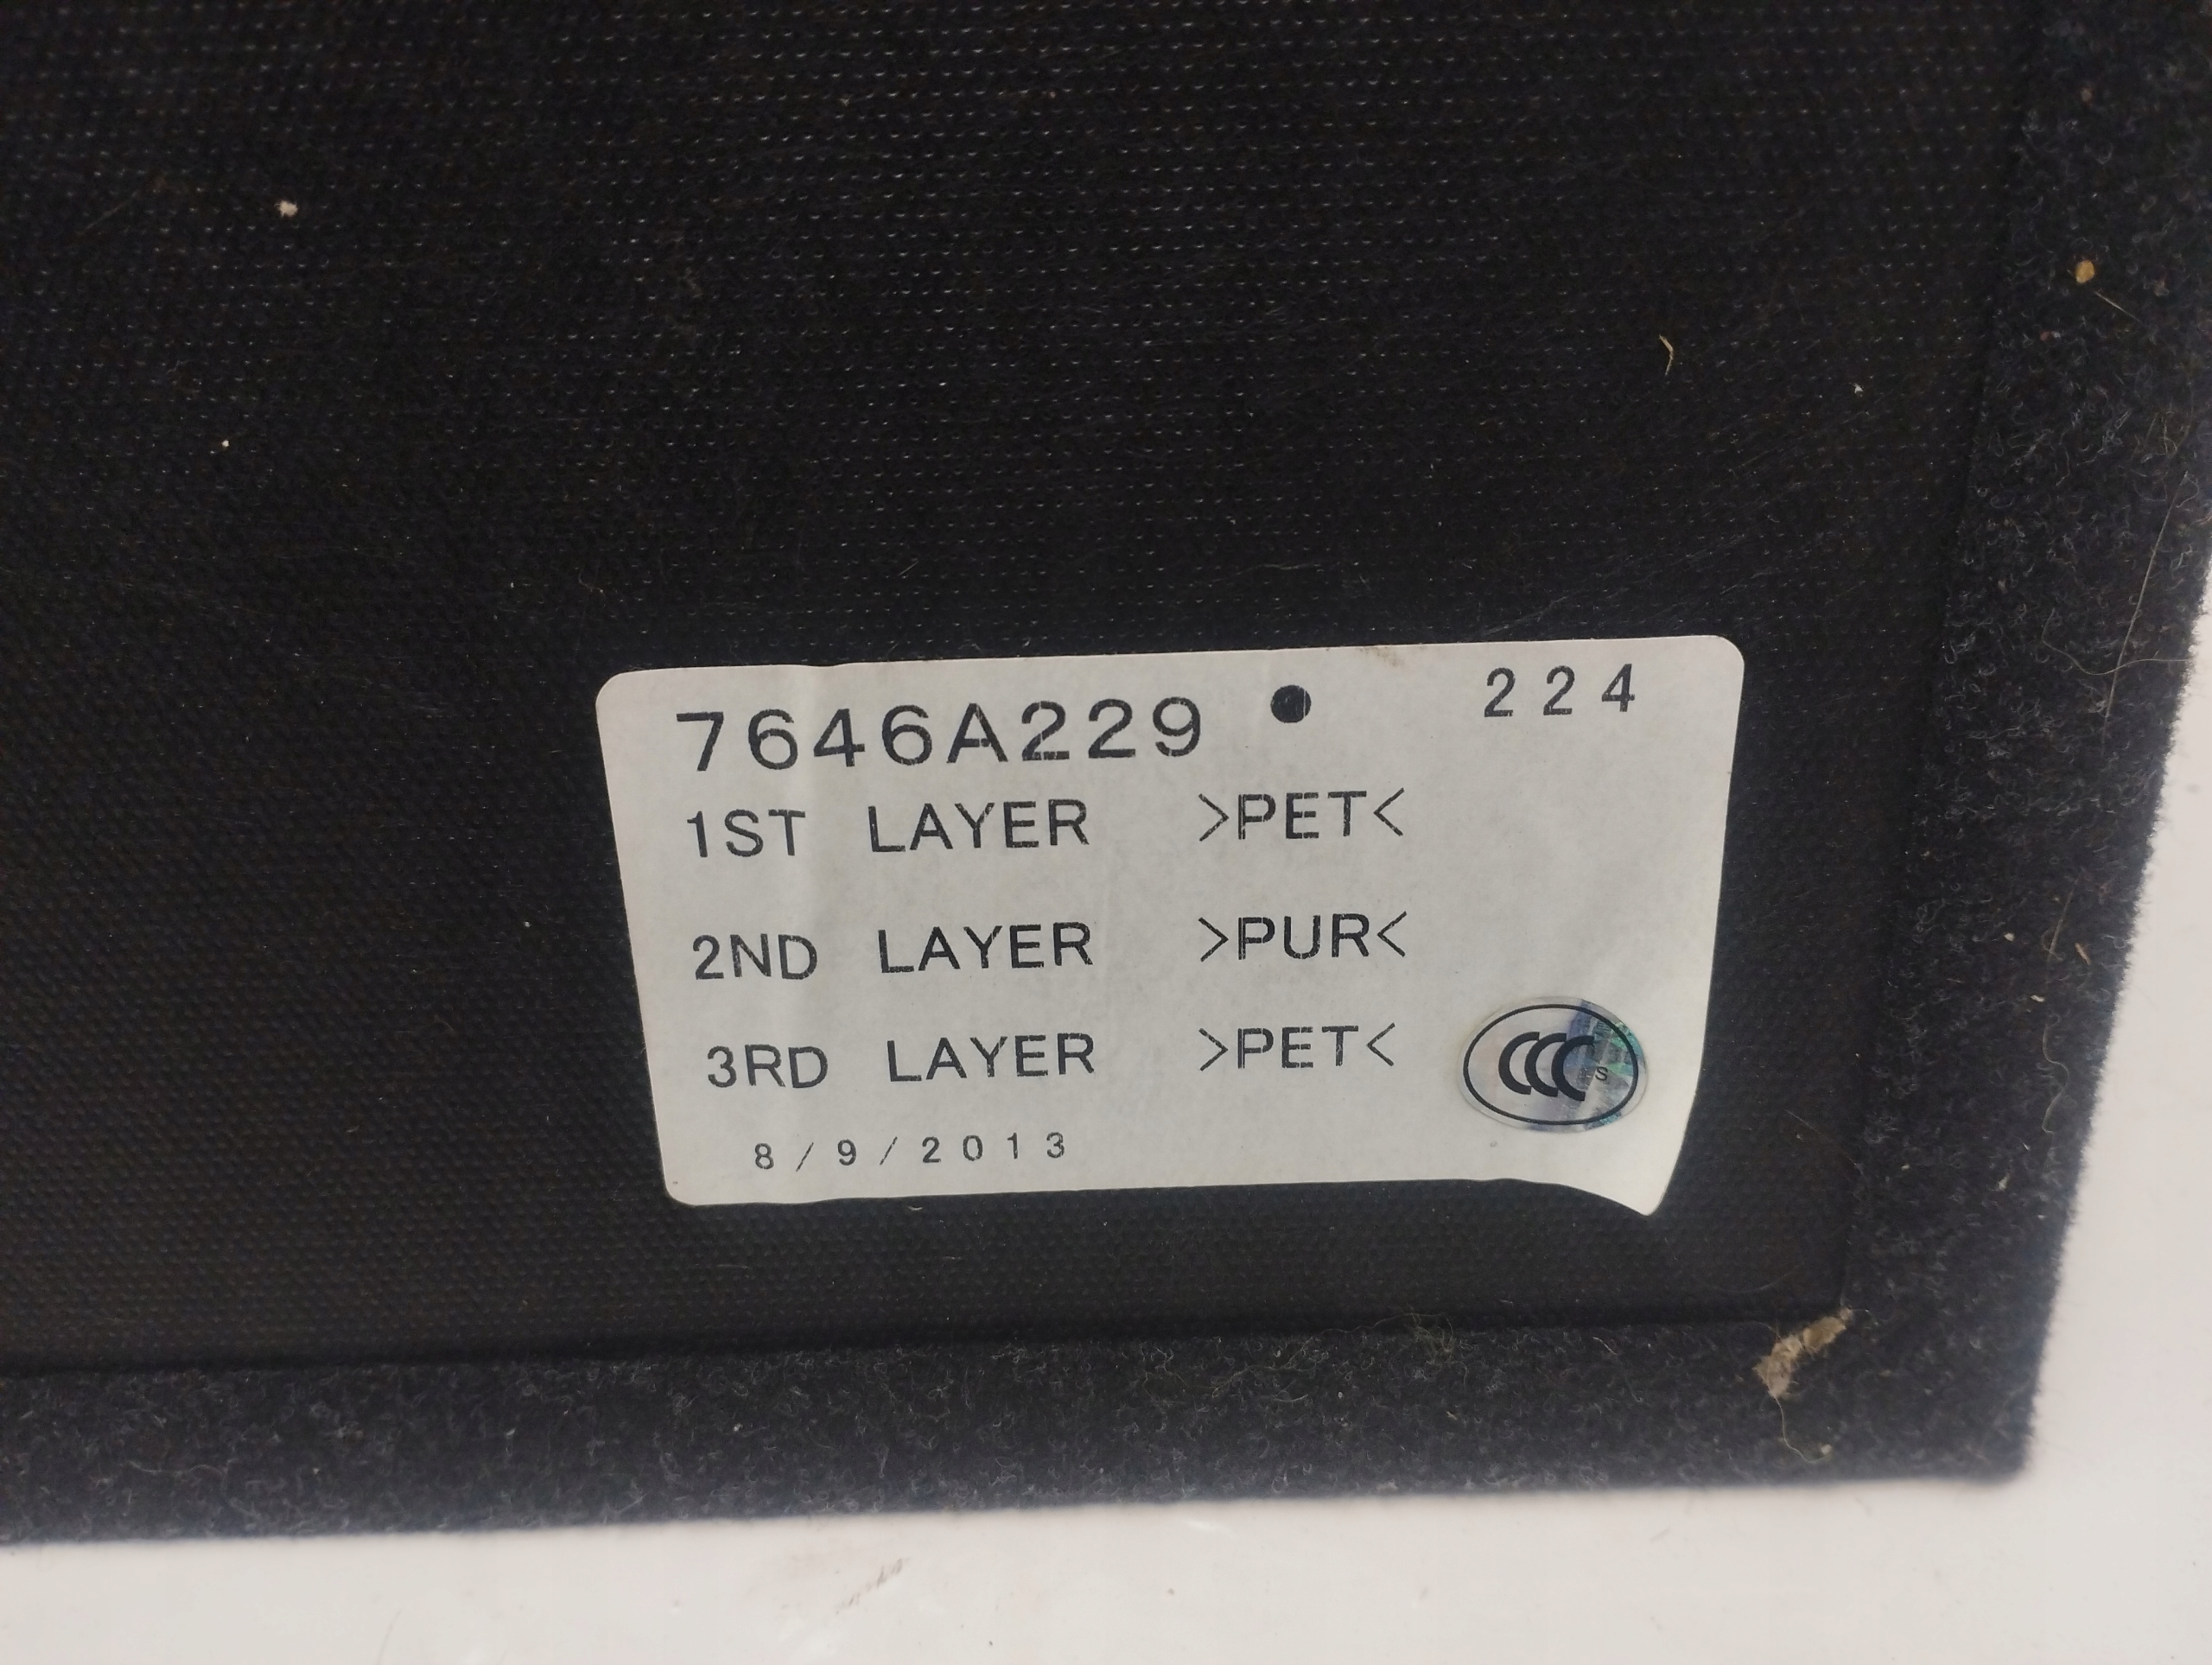 7646A229 ● 224
1ST LAYER >PET<
2ND LAYER >PUR<
3RD LAYER >PET<
CCC S
8/9/2013